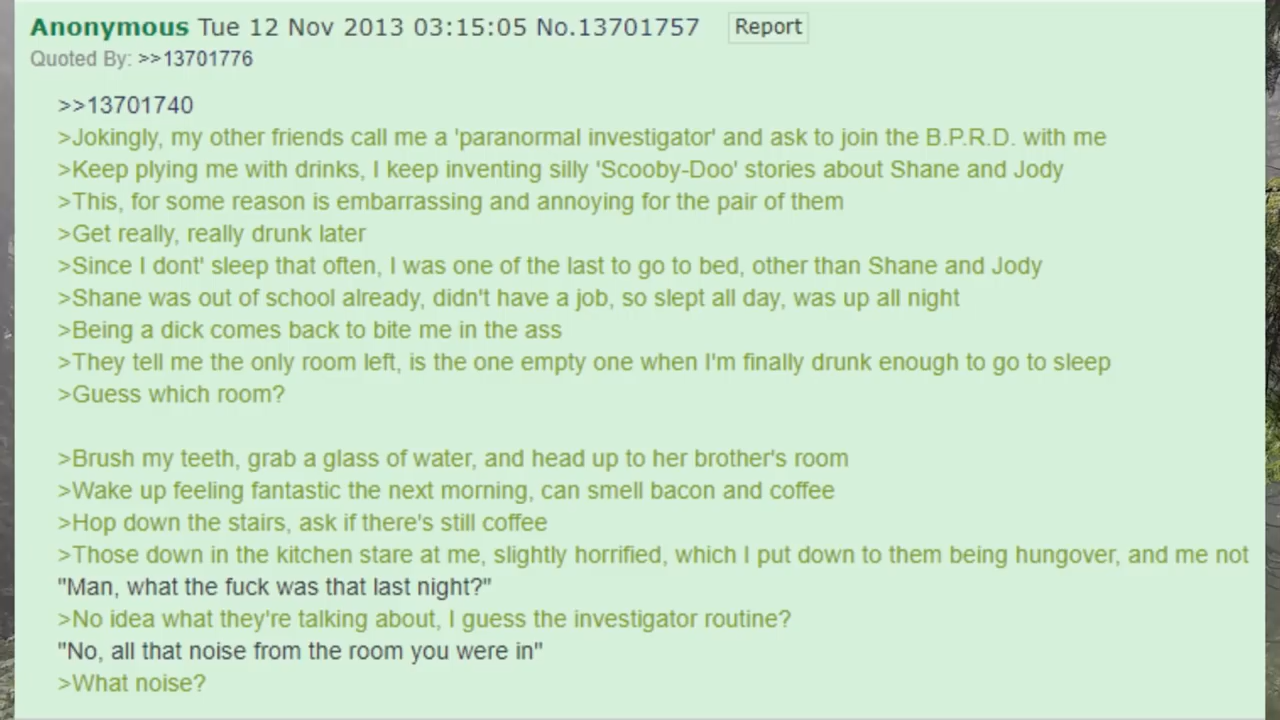 Anonymous Tue 12 Nov 2013 03:15:05 No.13701757 Report
Quoted By: >>13701776
>>13701740
>Jokingly, my other friends call me a 'paranormal investigator' and ask to join the B.P.R.D. with me
>Keep plying me with drinks, I keep inventing silly 'Scooby-Doo' stories about Shane and Jody
>This, for some reason is embarrassing and annoying for the pair of them
>Get really, really drunk later
>Since I dont' sleep that often, I was one of the last to go to bed, other than Shane and Jody
>Shane was out of school already, didn't have a job, so slept all day, was up all night
>Being a dick comes back to bite me in the ass
>They tell me the only room left, is the one empty one when I'm finally drunk enough to go to sleep
>Guess which room?
>Brush my teeth, grab a glass of water, and head up to her brother's room
>Wake up feeling fantastic the next morning, can smell bacon and coffee
>Hop down the stairs, ask if there's still coffee
>Those down in the kitchen stare at me, slightly horrified, which I put down to them being hungover, and me not
"Man, what the fuck was that last night?"
>No idea what they're talking about, I guess the investigator routine?
"No, all that noise from the room you were in"
>What noise?